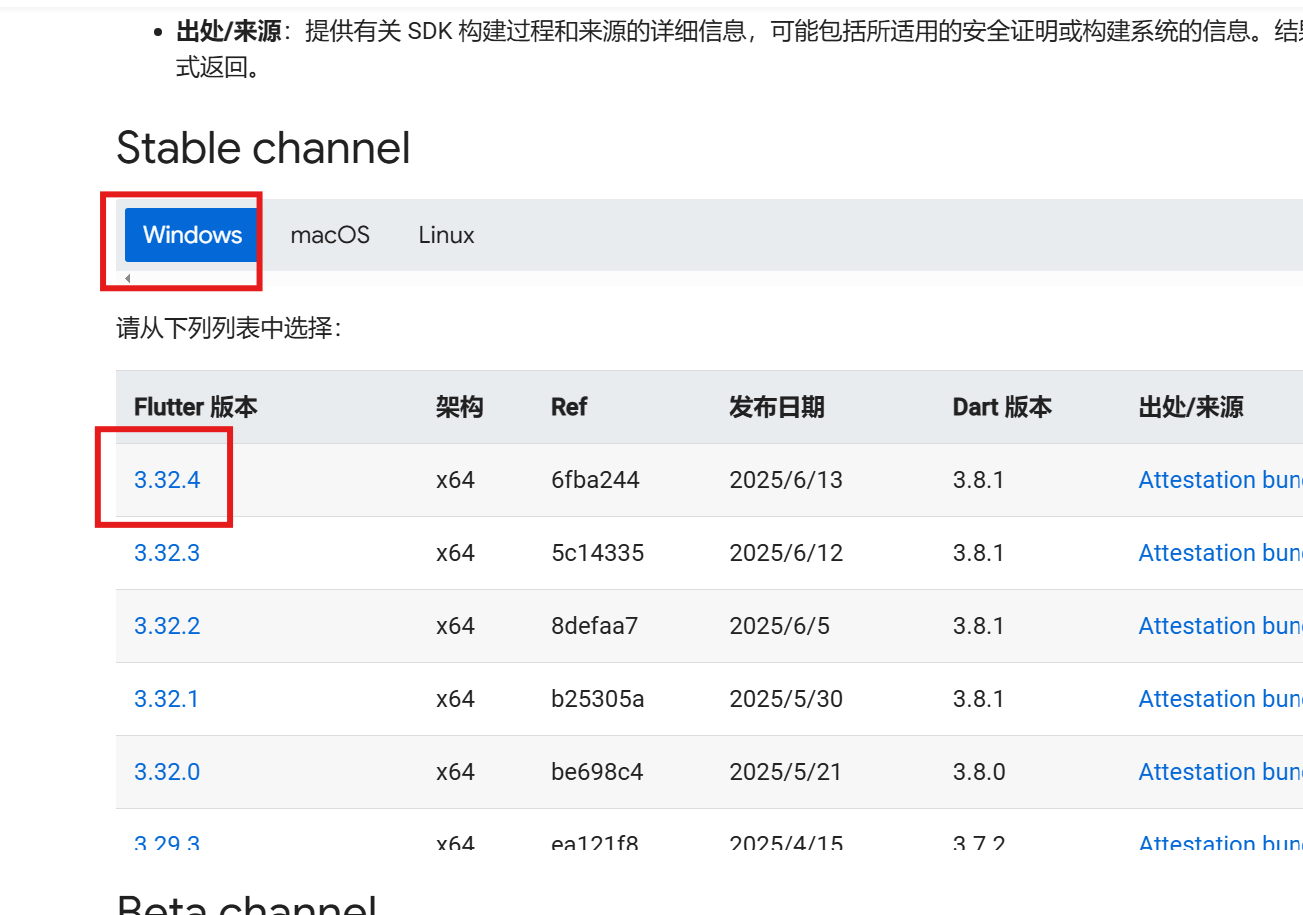 出处/来源：提供有关 SDK 构建过程和来源的详细信息，可能包括所适用的安全证明或构建系统的信息。结
式返回。
Stable channel
Windows macOS Linux
请从下列列表中选择：
Flutter 版本 架构 Ref 发布日期 Dart 版本 出处/来源
3.32.4 x64 6fba244 2025/6/13 3.8.1 Attestation bun
3.32.3 x64 5c14335 2025/6/12 3.8.1 Attestation bun
3.32.2 x64 8defaa7 2025/6/5 3.8.1 Attestation bun
3.32.1 x64 b25305a 2025/5/30 3.8.1 Attestation bun
3.32.0 x64 be698c4 2025/5/21 3.8.0 Attestation bun
3.29.3 x64 ea121f8 2025/4/15 3.7.2 Attestation bun
Beta channel